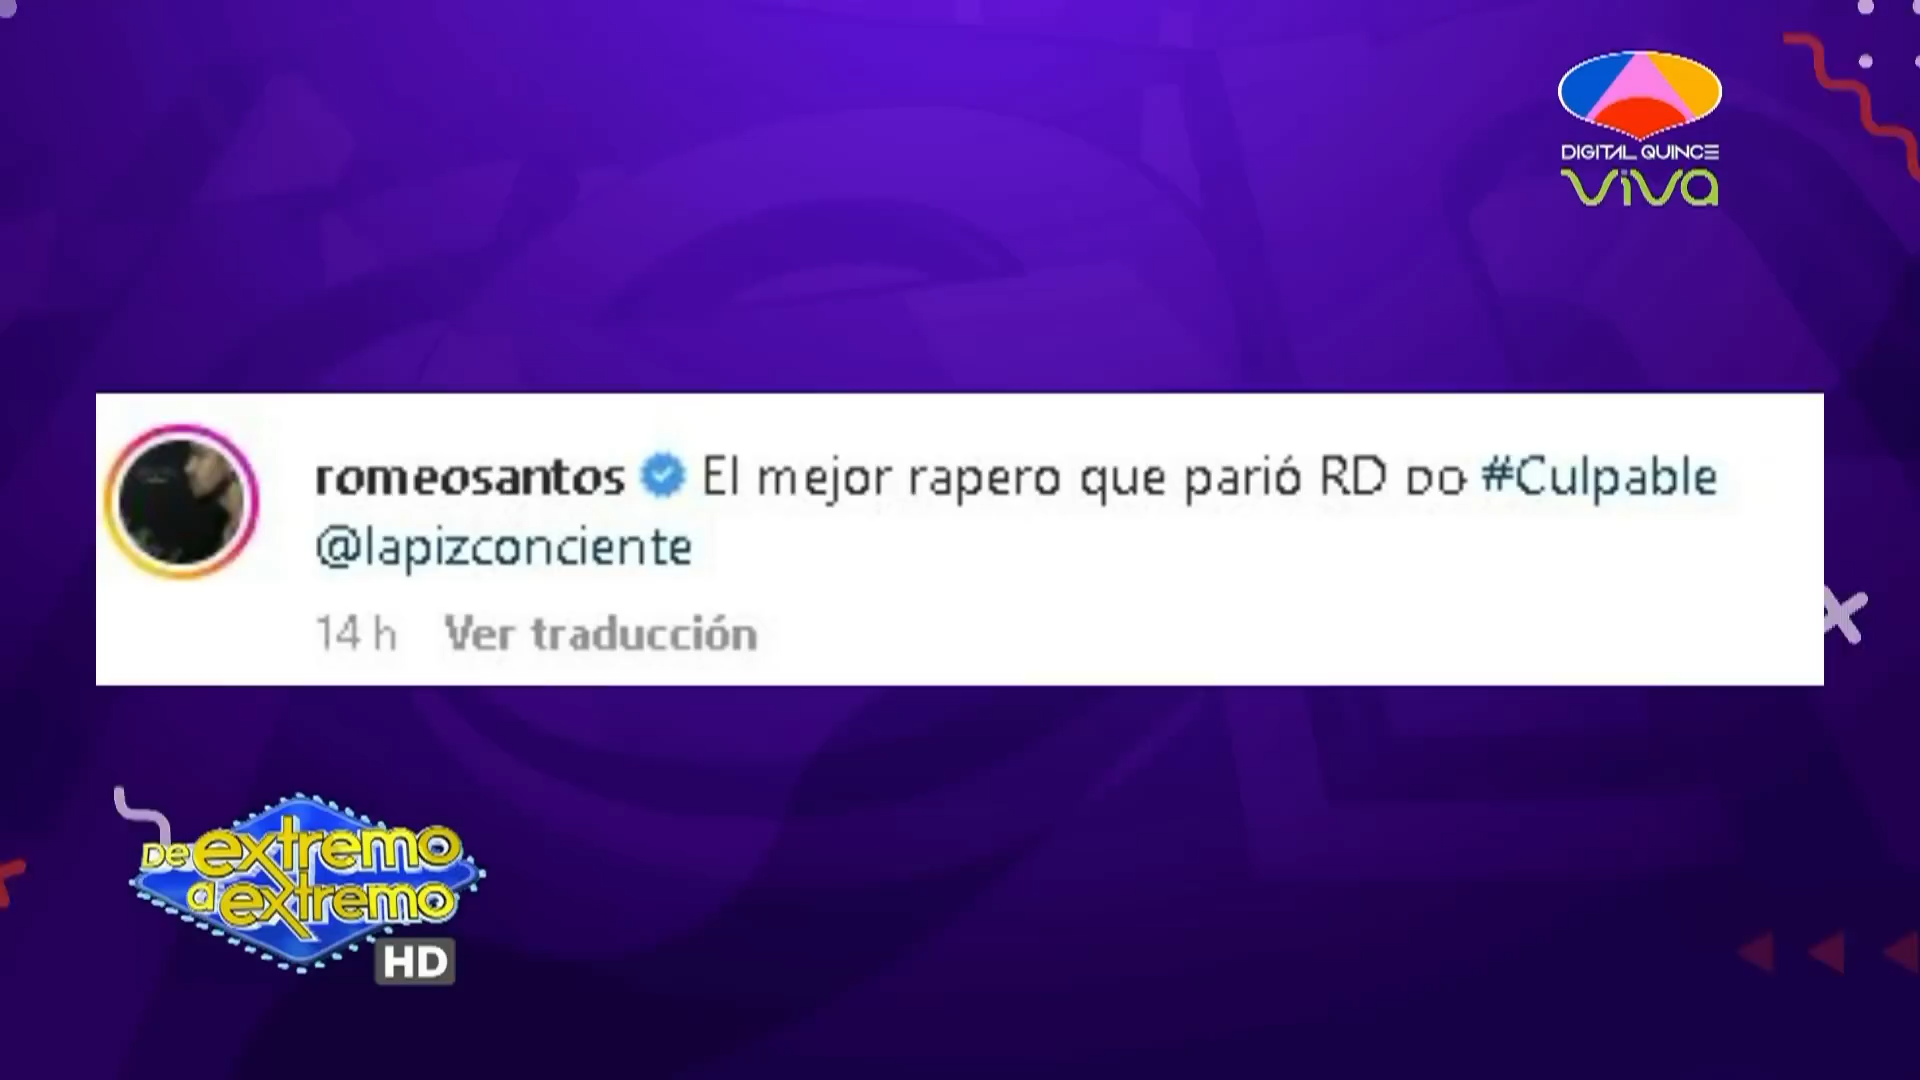 DIGITAL QUINCE
VIVA
romeosantos El mejor rapero que parió RD DO #Culpable
@lapizconciente
14 h Ver traducción
De extremo
a extremo
HD